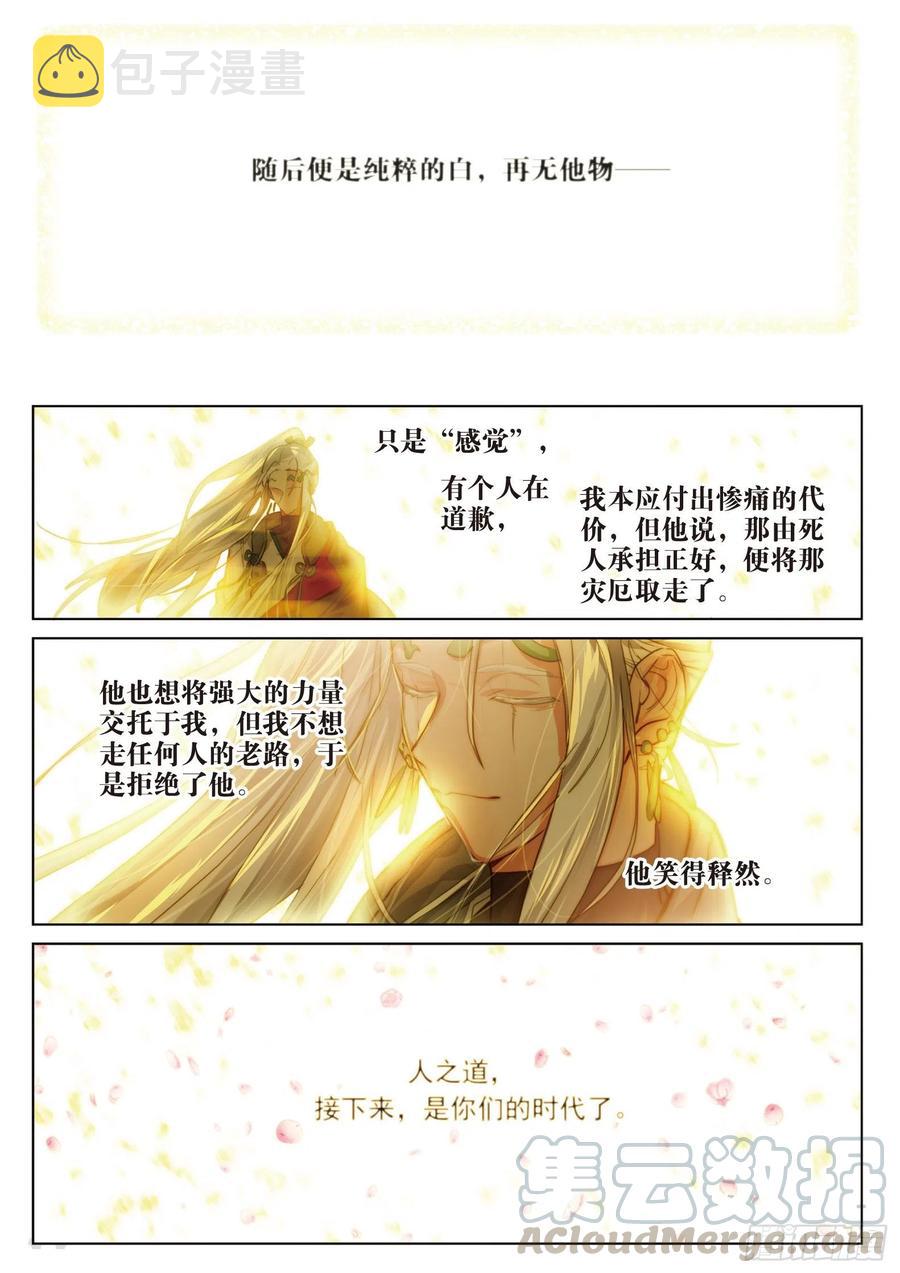 包子漫畫
随后便是纯粹的白，再无他物——
只是“感觉”，
有个人在
道歉，
我本应付出惨痛的代
价，但他说，那由死
人承担正好，便将那
灾厄取走了。
他也想将强大的力量
交托于我，但我不想
走任何人的老路，于
是拒绝了他。
他笑得释然。
人之道，
接下来，是你们的时代了。
集云数据
ACloudMerge.com